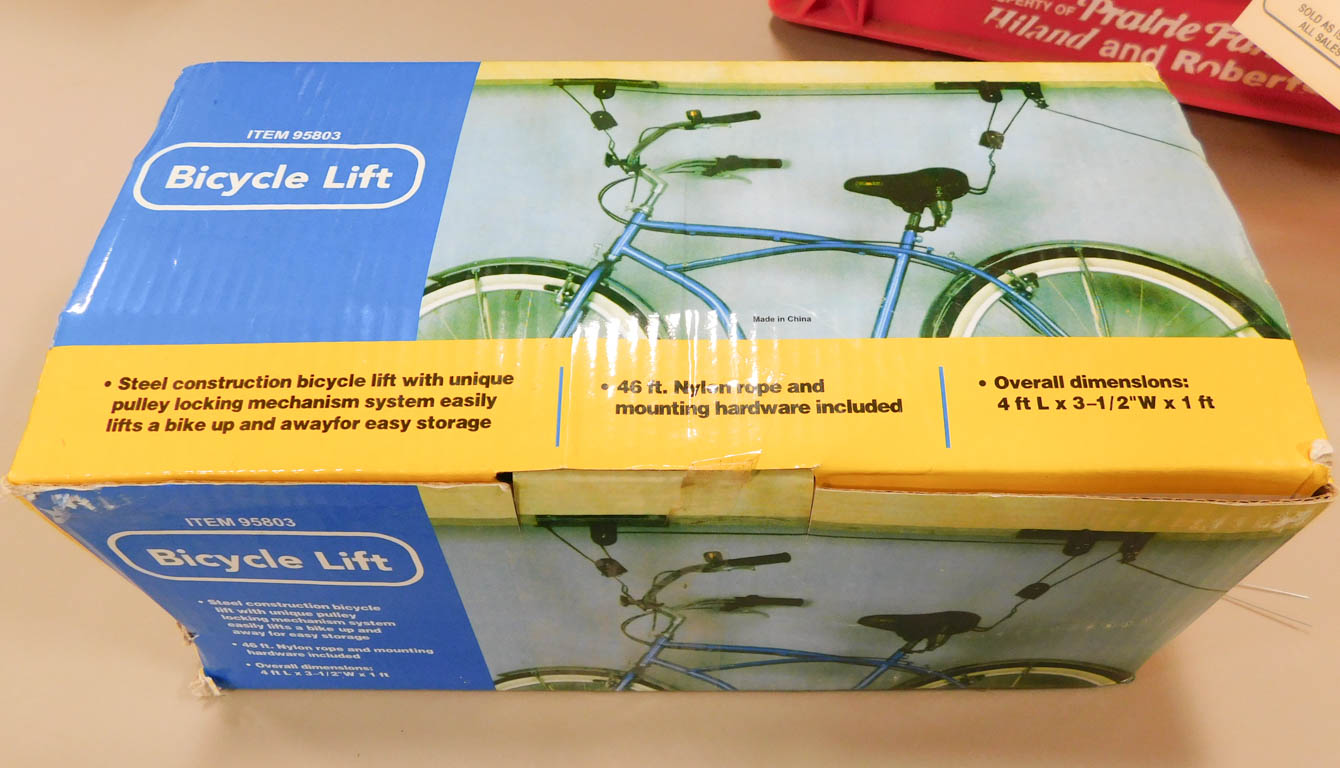 PROPERTY OF Prairie
Hiland and
SOLD AS IS
ALL SALES
ITEM 95803
Bicycle Lift
Made in China
• Steel construction bicycle lift with unique
pulley locking mechanism system easily
lifts a bike up and awayfor easy storage
• 46 ft. Nylon rope and
mounting hardware included
• Overall dimensions:
4 ft L x 3-1/2"W x 1 ft
ITEM 95803
Bicycle Lift
• Steel construction bicycle
lift with unique pulley
locking mechanism system
easily lifts a bike up and
away for easy storage
• 46 ft. Nylon rope and mounting
hardware included
• Overall dimensions:
4 ft L x 3-1/2"W x 1 ft